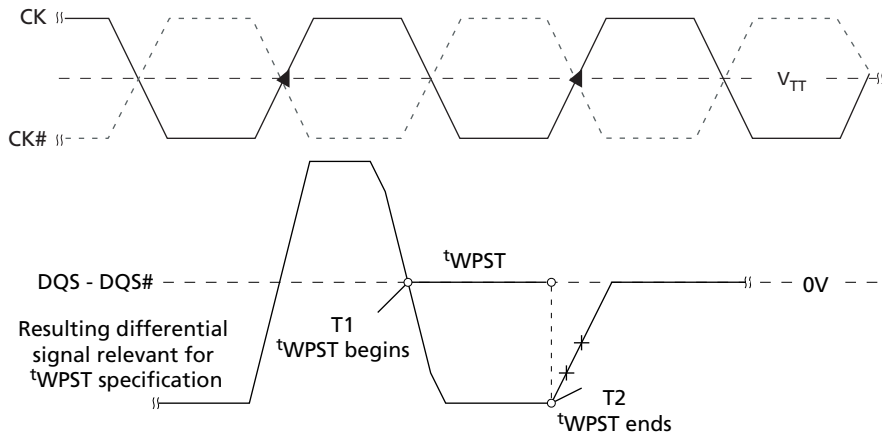 CK
CK#
V_TT
DQS - DQS#
tWPST
0V
Resulting differential
signal relevant for
tWPST specification
T1
tWPST begins
T2
tWPST ends